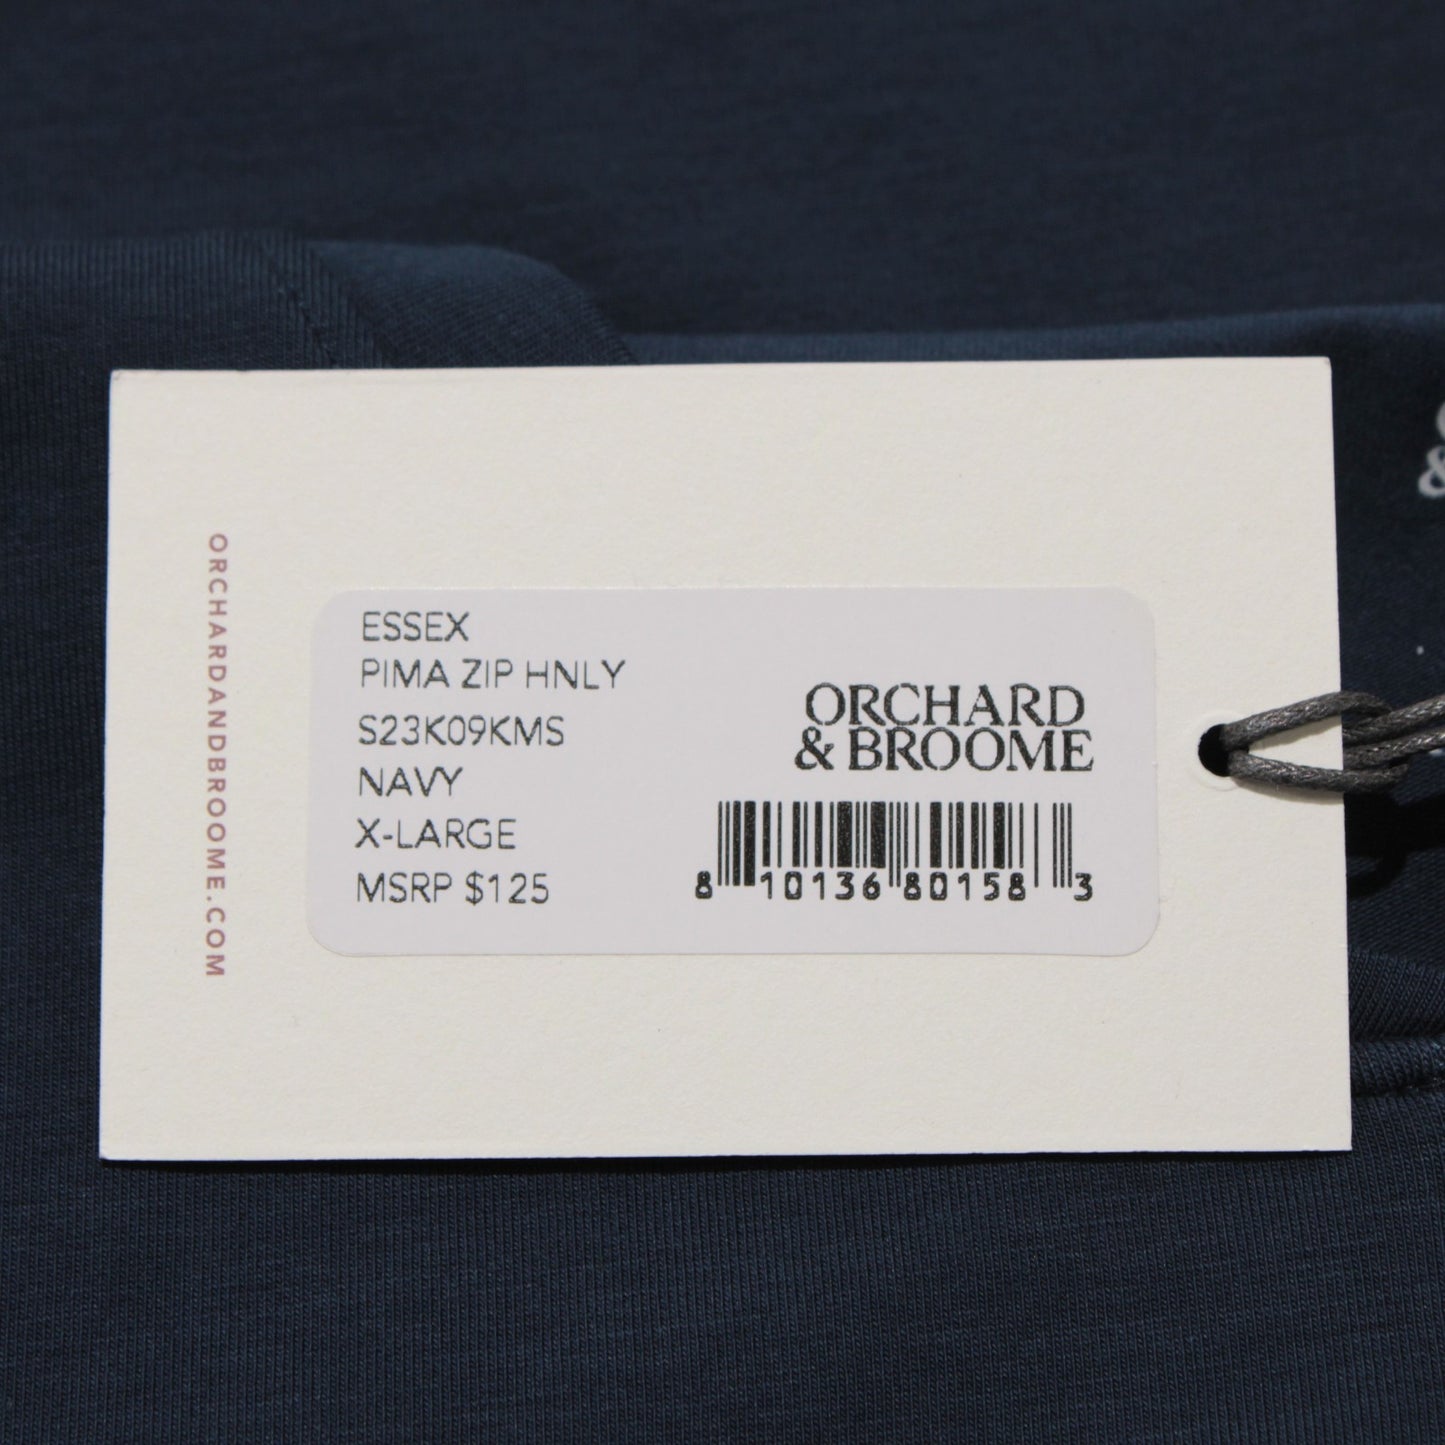 ORCHARDANDBROOME.COM
ESSEX
PIMA ZIP HNLY
S23K09KMS
NAVY
X-LARGE
MSRP $125
ORCHARD
& BROOME
8 10136 80158 3
&